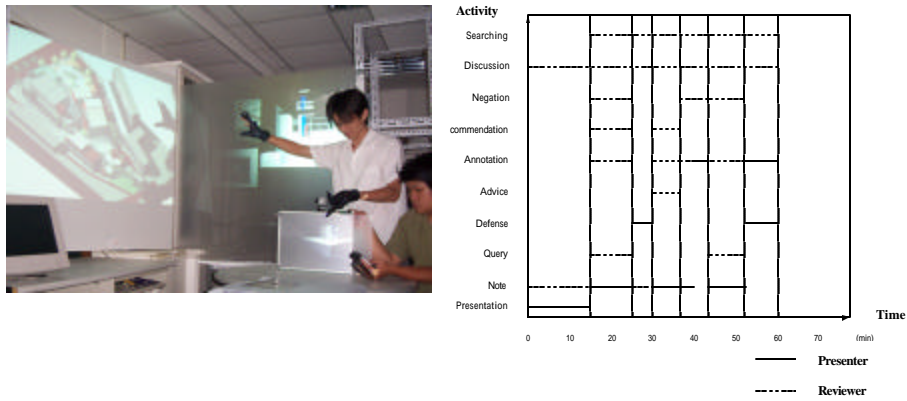 Activity
Searching
Discussion
Negation
commendation
Annotation
Advice
Defense
Query
Note
Presentation
Time
0 10 20 30 40 50 60 70 (min)
Presenter
Reviewer